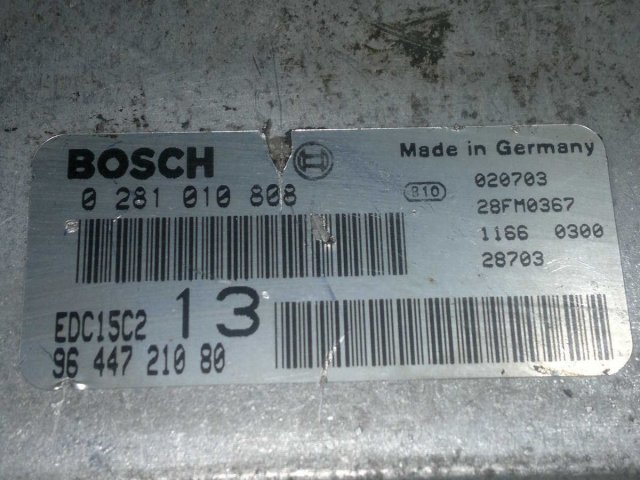 BOSCH
Made in Germany
0 281 010 808
B10
020703
28FM0367
1166 0300
28703
EDC15C2 13
96 447 210 80